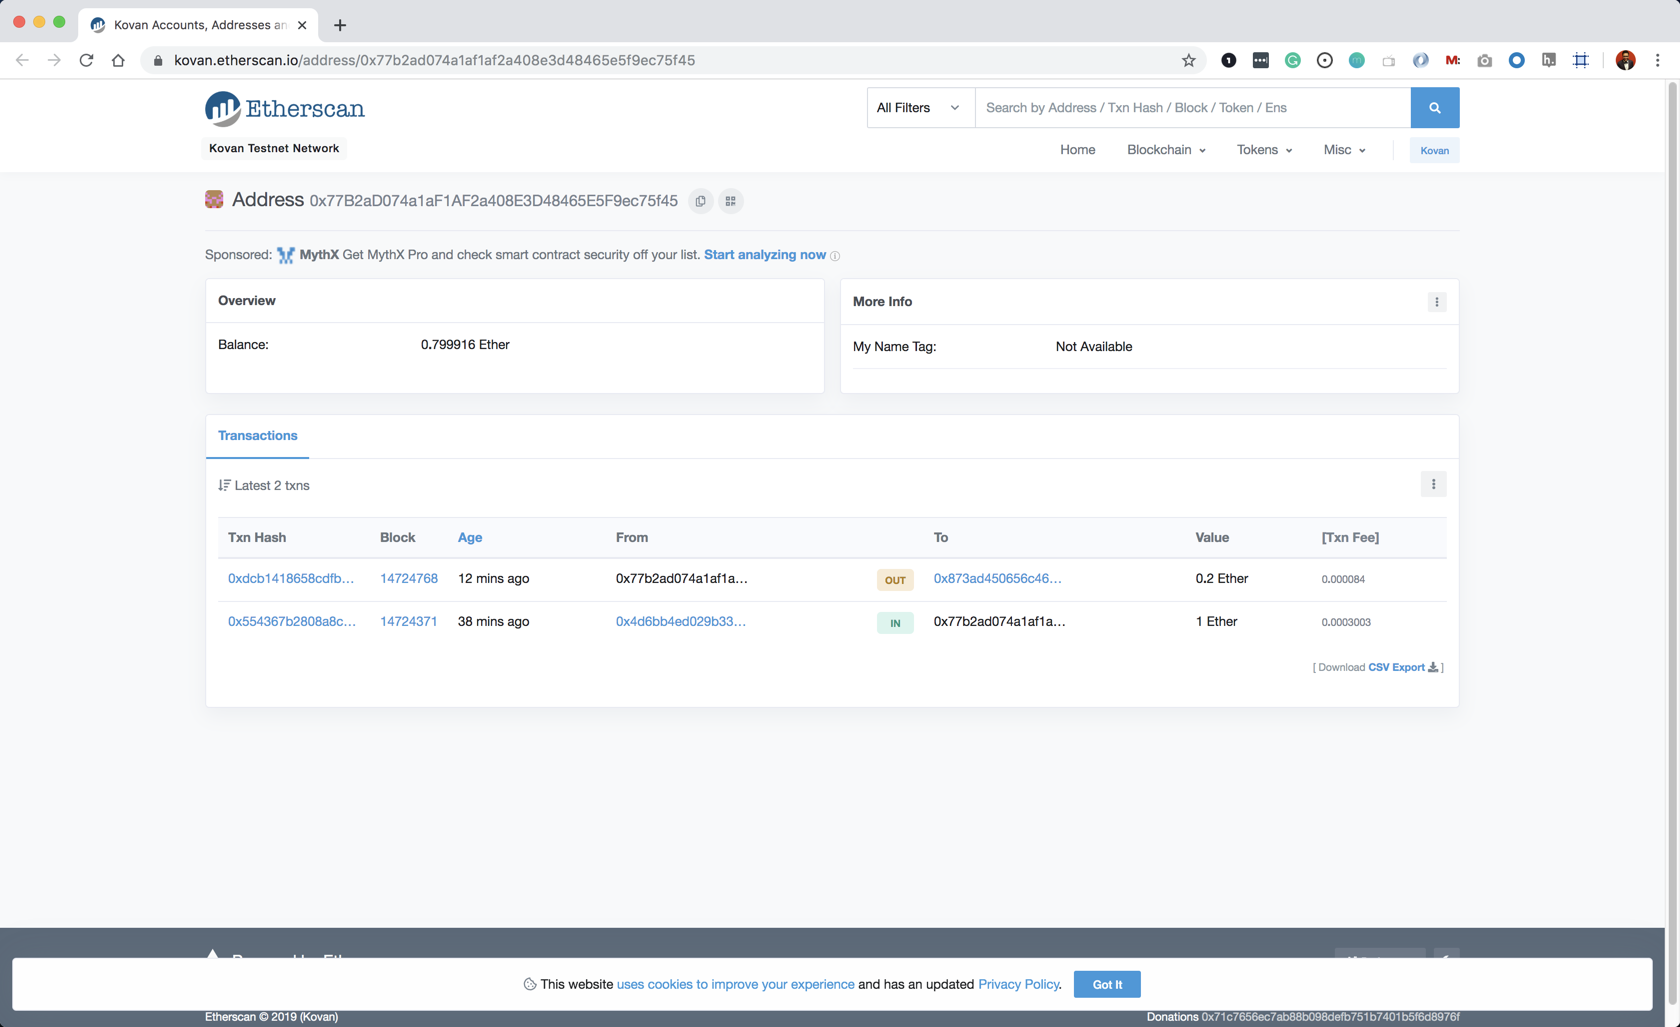 Kovan Accounts, Addresses an
kovan.etherscan.io/address/0x77b2ad074a1af1af2a408e3d48465e5f9ec75f45
Etherscan
All Filters
Search by Address / Txn Hash / Block / Token / Ens
Kovan Testnet Network
Home Blockchain Tokens Misc Kovan
Address 0x77B2aD074a1aF1AF2a408E3D48465E5F9ec75f45
Sponsored: MythX Get MythX Pro and check smart contract security off your list. Start analyzing now
Overview
Balance: 0.799916 Ether
More Info
My Name Tag: Not Available
Transactions
Latest 2 txns
Txn Hash Block Age From To Value [Txn Fee]
0xdcb1418658cdfb... 14724768 12 mins ago 0x77b2ad074a1af1a... OUT 0x873ad450656c46... 0.2 Ether 0.000084
0x554367b2808a8c... 14724371 38 mins ago 0x4d6bb4ed029b33... IN 0x77b2ad074a1af1a... 1 Ether 0.0003003
[ Download CSV Export ]
This website uses cookies to improve your experience and has an updated Privacy Policy.
Got It
Etherscan © 2019 (Kovan)
Donations 0x71c7656ec7ab88b098defb751b7401b5f6d8976f